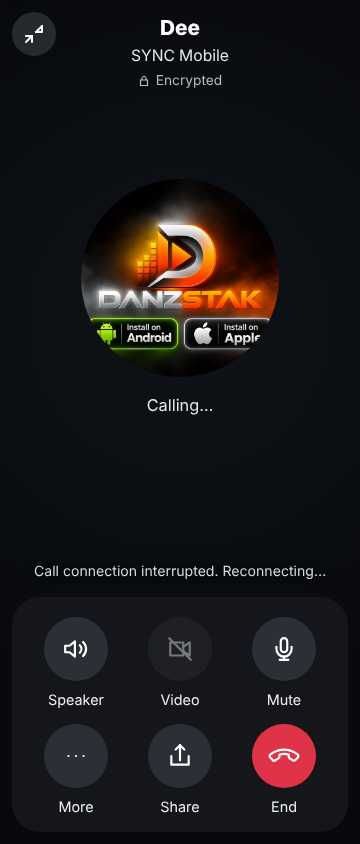 Dee
SYNC Mobile
Encrypted
DANZSTAK
Install on
Android
Install on
Apple
Calling...
Call connection interrupted. Reconnecting...
Speaker
Video
Mute
More
Share
End